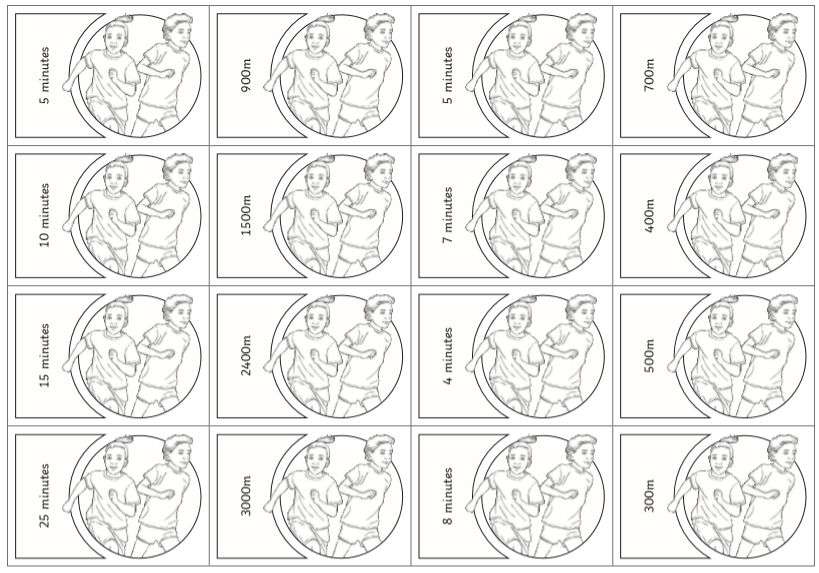 5 minutes
900m
5 minutes
700m
10 minutes
1500m
7 minutes
400m
15 minutes
2400m
4 minutes
500m
25 minutes
3000m
8 minutes
300m